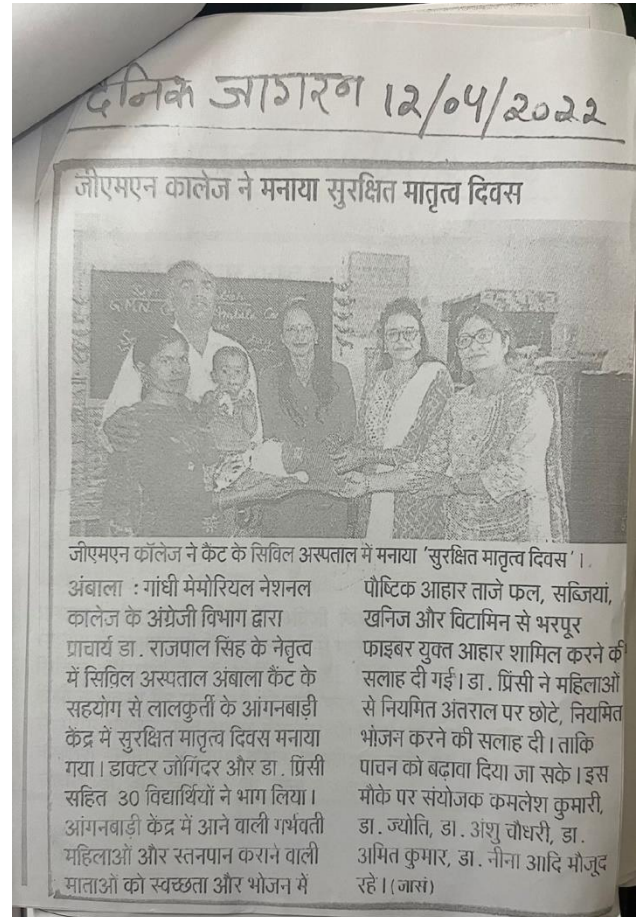 दैनिक जागरण 12/04/2022
जीएमएन कालेज ने मनाया सुरक्षित मातृत्व दिवस
जीएमएन कॉलेज ने कैंट के सिविल अस्पताल में मनाया 'सुरक्षित मातृत्व दिवस'।
अंबाला : गांधी मेमोरियल नेशनल
कालेज के अंग्रेजी विभाग द्वारा
प्राचार्य डा. राजपाल सिंह के नेतृत्व
में सिविल अस्पताल अंबाला कैंट के
सहयोग से लालकुर्ती के आंगनबाड़ी
केंद्र में सुरक्षित मातृत्व दिवस मनाया
गया। डाक्टर जोगिंदर और डा. प्रिंसी
सहित 30 विद्यार्थियों ने भाग लिया।
आंगनबाड़ी केंद्र में आने वाली गर्भवती
महिलाओं और स्तनपान कराने वाली
माताओं को स्वच्छता और भोजन में
पौष्टिक आहार ताजे फल, सब्जियां,
खनिज और विटामिन से भरपूर
फाइबर युक्त आहार शामिल करने की
सलाह दी गई। डा. प्रिंसी ने महिलाओं
से नियमित अंतराल पर छोटे, नियमित
भोजन करने की सलाह दी। ताकि
पाचन को बढ़ावा दिया जा सके। इस
मौके पर संयोजक कमलेश कुमारी,
डा. ज्योति, डा. अंशु चौधरी, डा.
अमित कुमार, डा. नीना आदि मौजूद
रहे। (जासं)